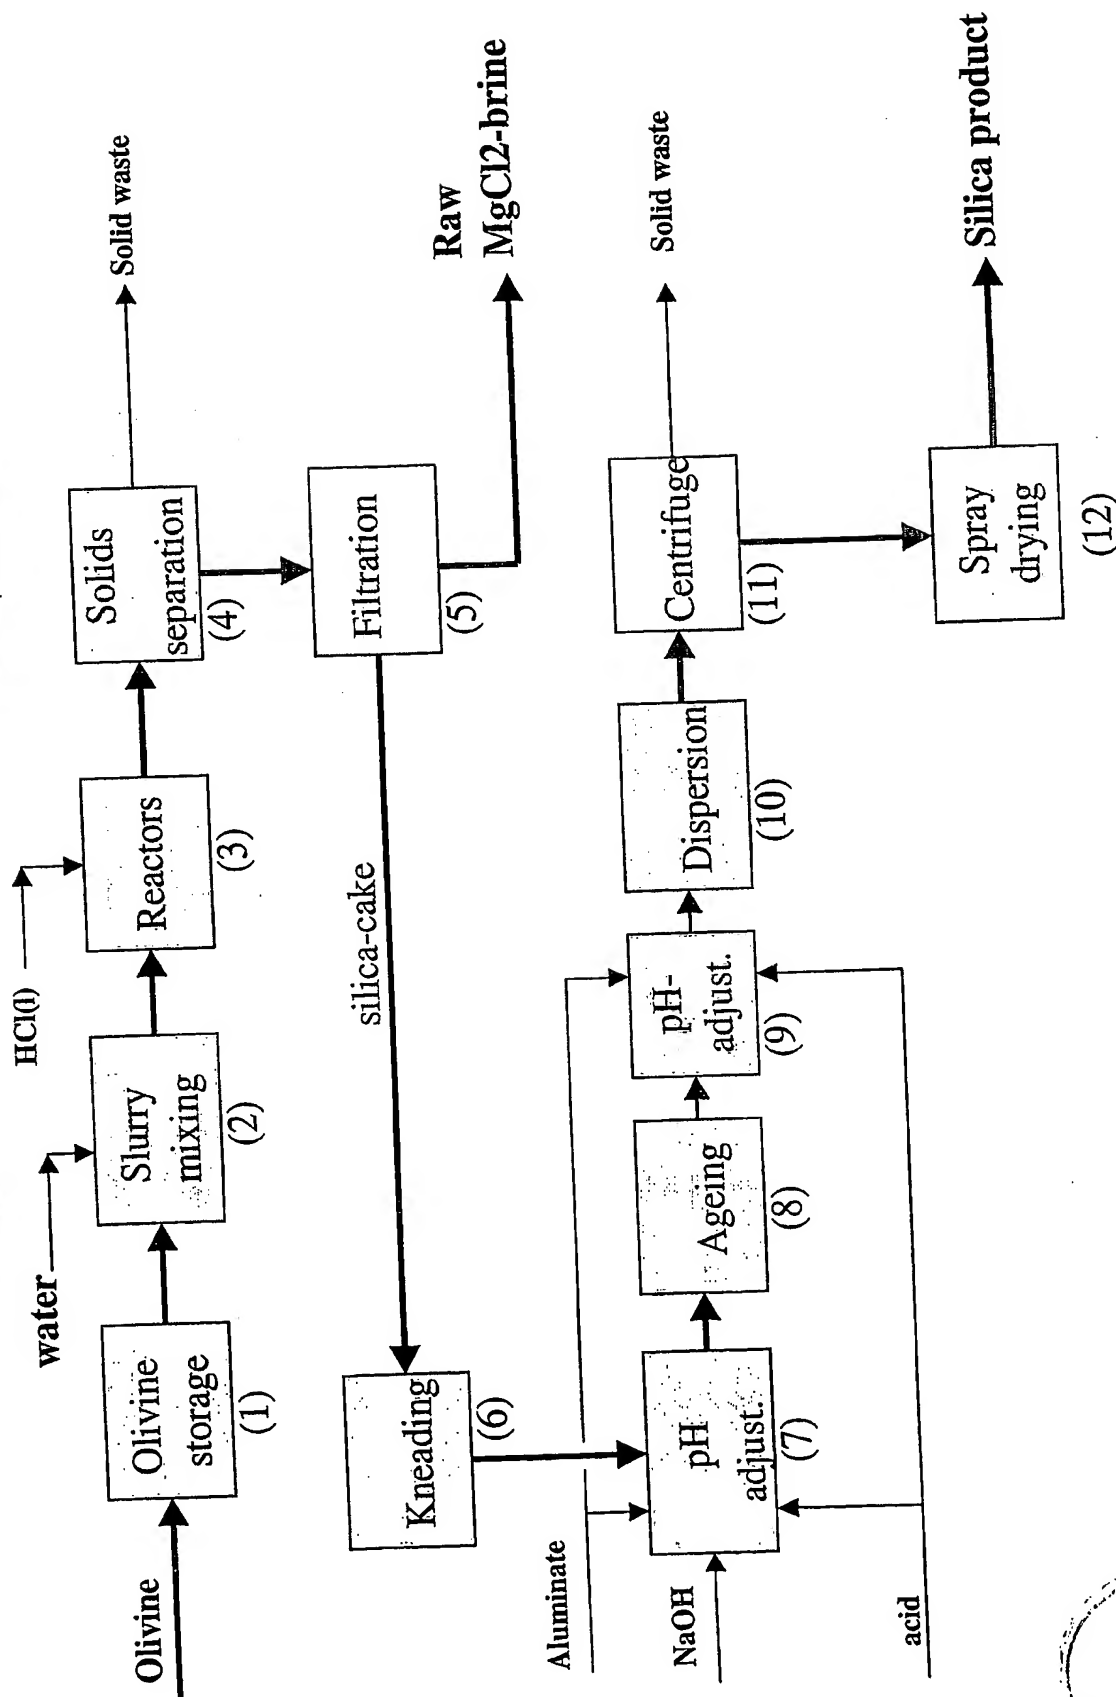 Olivine
Olivine
storage
(1)
water
Slurry
mixing
(2)
HCl(l)
Reactors
(3)
Solids
separation
(4)
Solid waste
Filtration
(5)
Raw
MgCl2-brine
silica-cake
Kneading
(6)
Aluminate
NaOH
acid
pH
adjust.
(7)
Ageing
(8)
pH-
adjust.
(9)
Dispersion
(10)
Centrifuge
(11)
Solid waste
Spray
drying
(12)
Silica product